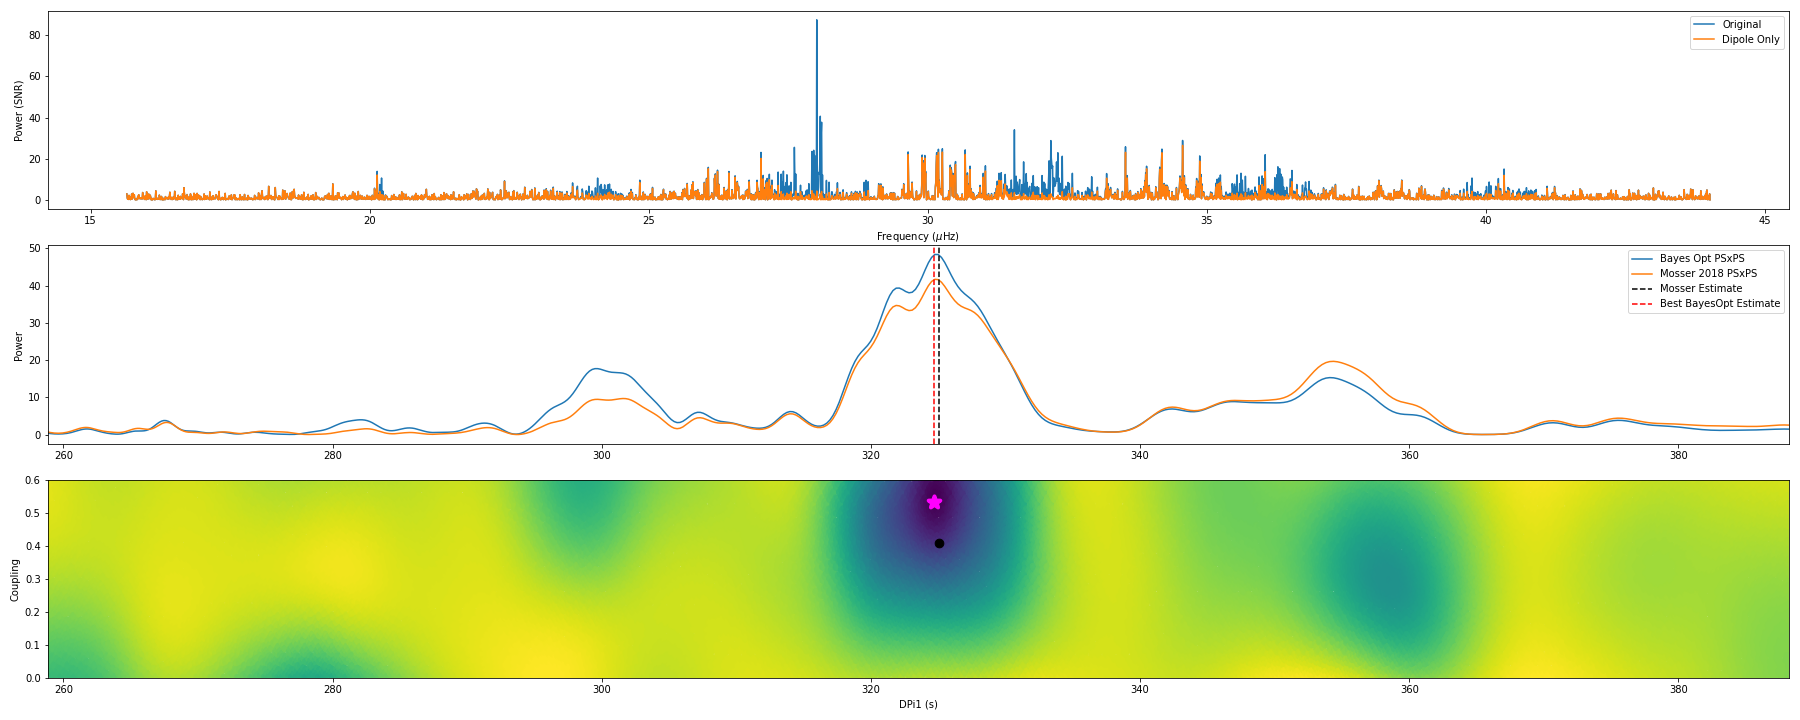 Power (SNR)
80
60
40
20
0
Original
Dipole Only
15 20 25 30 35 40 45
Frequency (μHz)
Power
50
40
30
20
10
0
Bayes Opt PSxPS
Mosser 2018 PSxPS
Mosser Estimate
Best BayesOpt Estimate
260 280 300 320 340 360 380
Coupling
0.6
0.5
0.4
0.3
0.2
0.1
0.0
260 280 300 320 340 360 380
DPi1 (s)